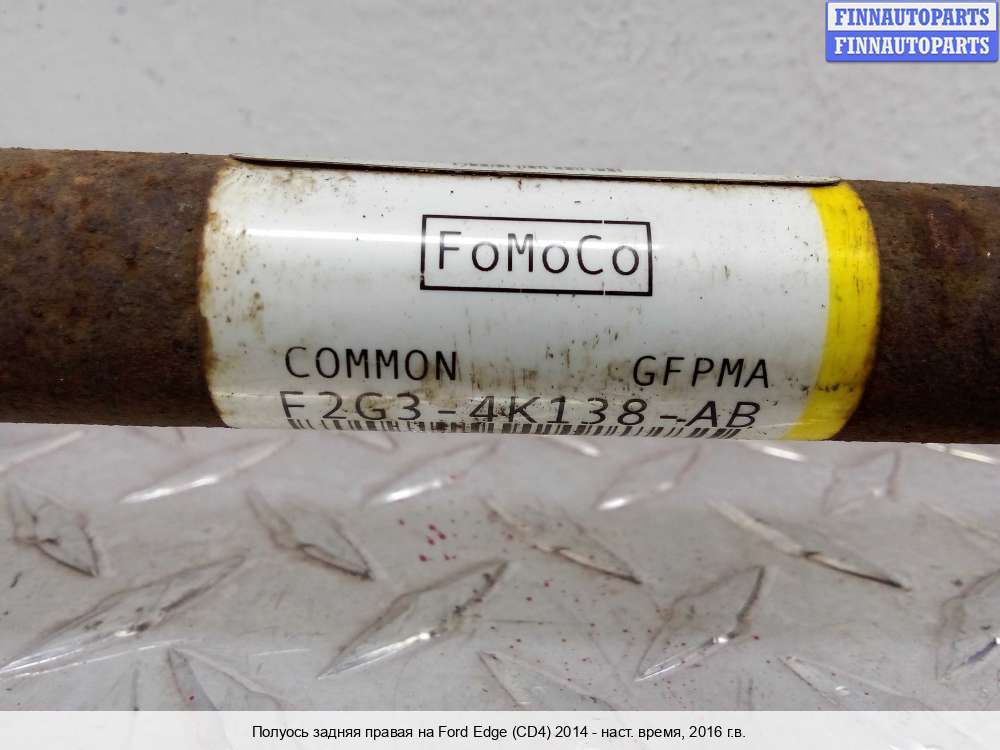 FINNAUTOPARTS
FINNAUTOPARTS
FoMoCo
COMMON GFPMA
F2G3-4K138-AB
Полуось задняя правая на Ford Edge (CD4) 2014 - наст. время, 2016 г.в.